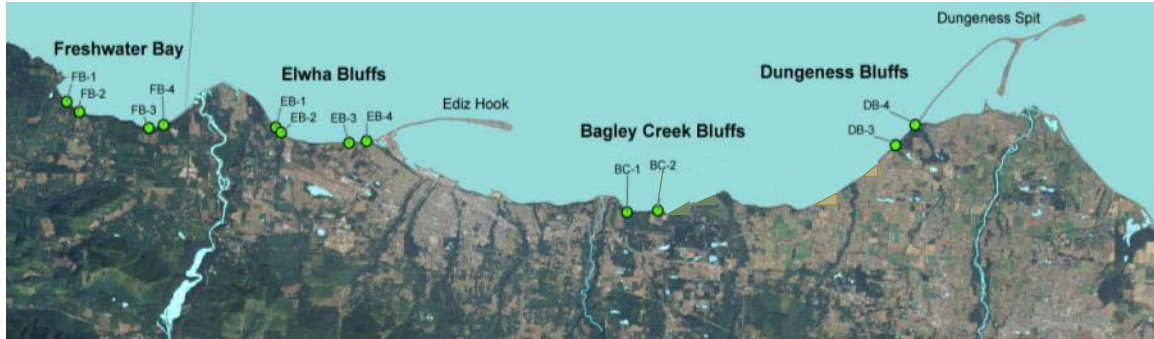 Dungeness Spit
Freshwater Bay
Elwha Bluffs
Dungeness Bluffs
FB-1
FB-2
FB-4
FB-3
EB-1
EB-2
EB-3
EB-4
Ediz Hook
Bagley Creek Bluffs
BC-1
BC-2
DB-4
DB-3